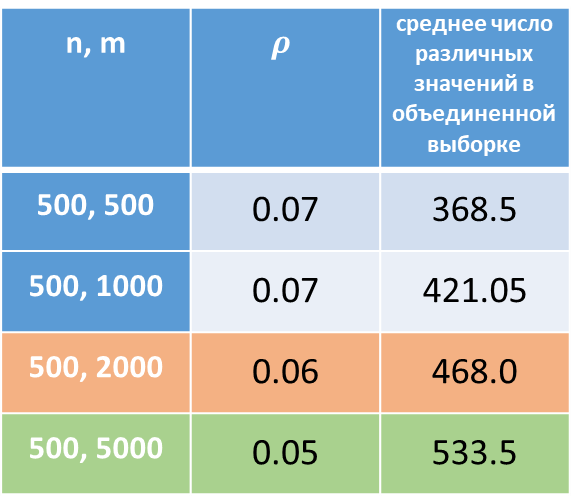 n, m
ρ
среднее число
различных
значений в
объединенной
выборке
500, 500
0.07
368.5
500, 1000
0.07
421.05
500, 2000
0.06
468.0
500, 5000
0.05
533.5